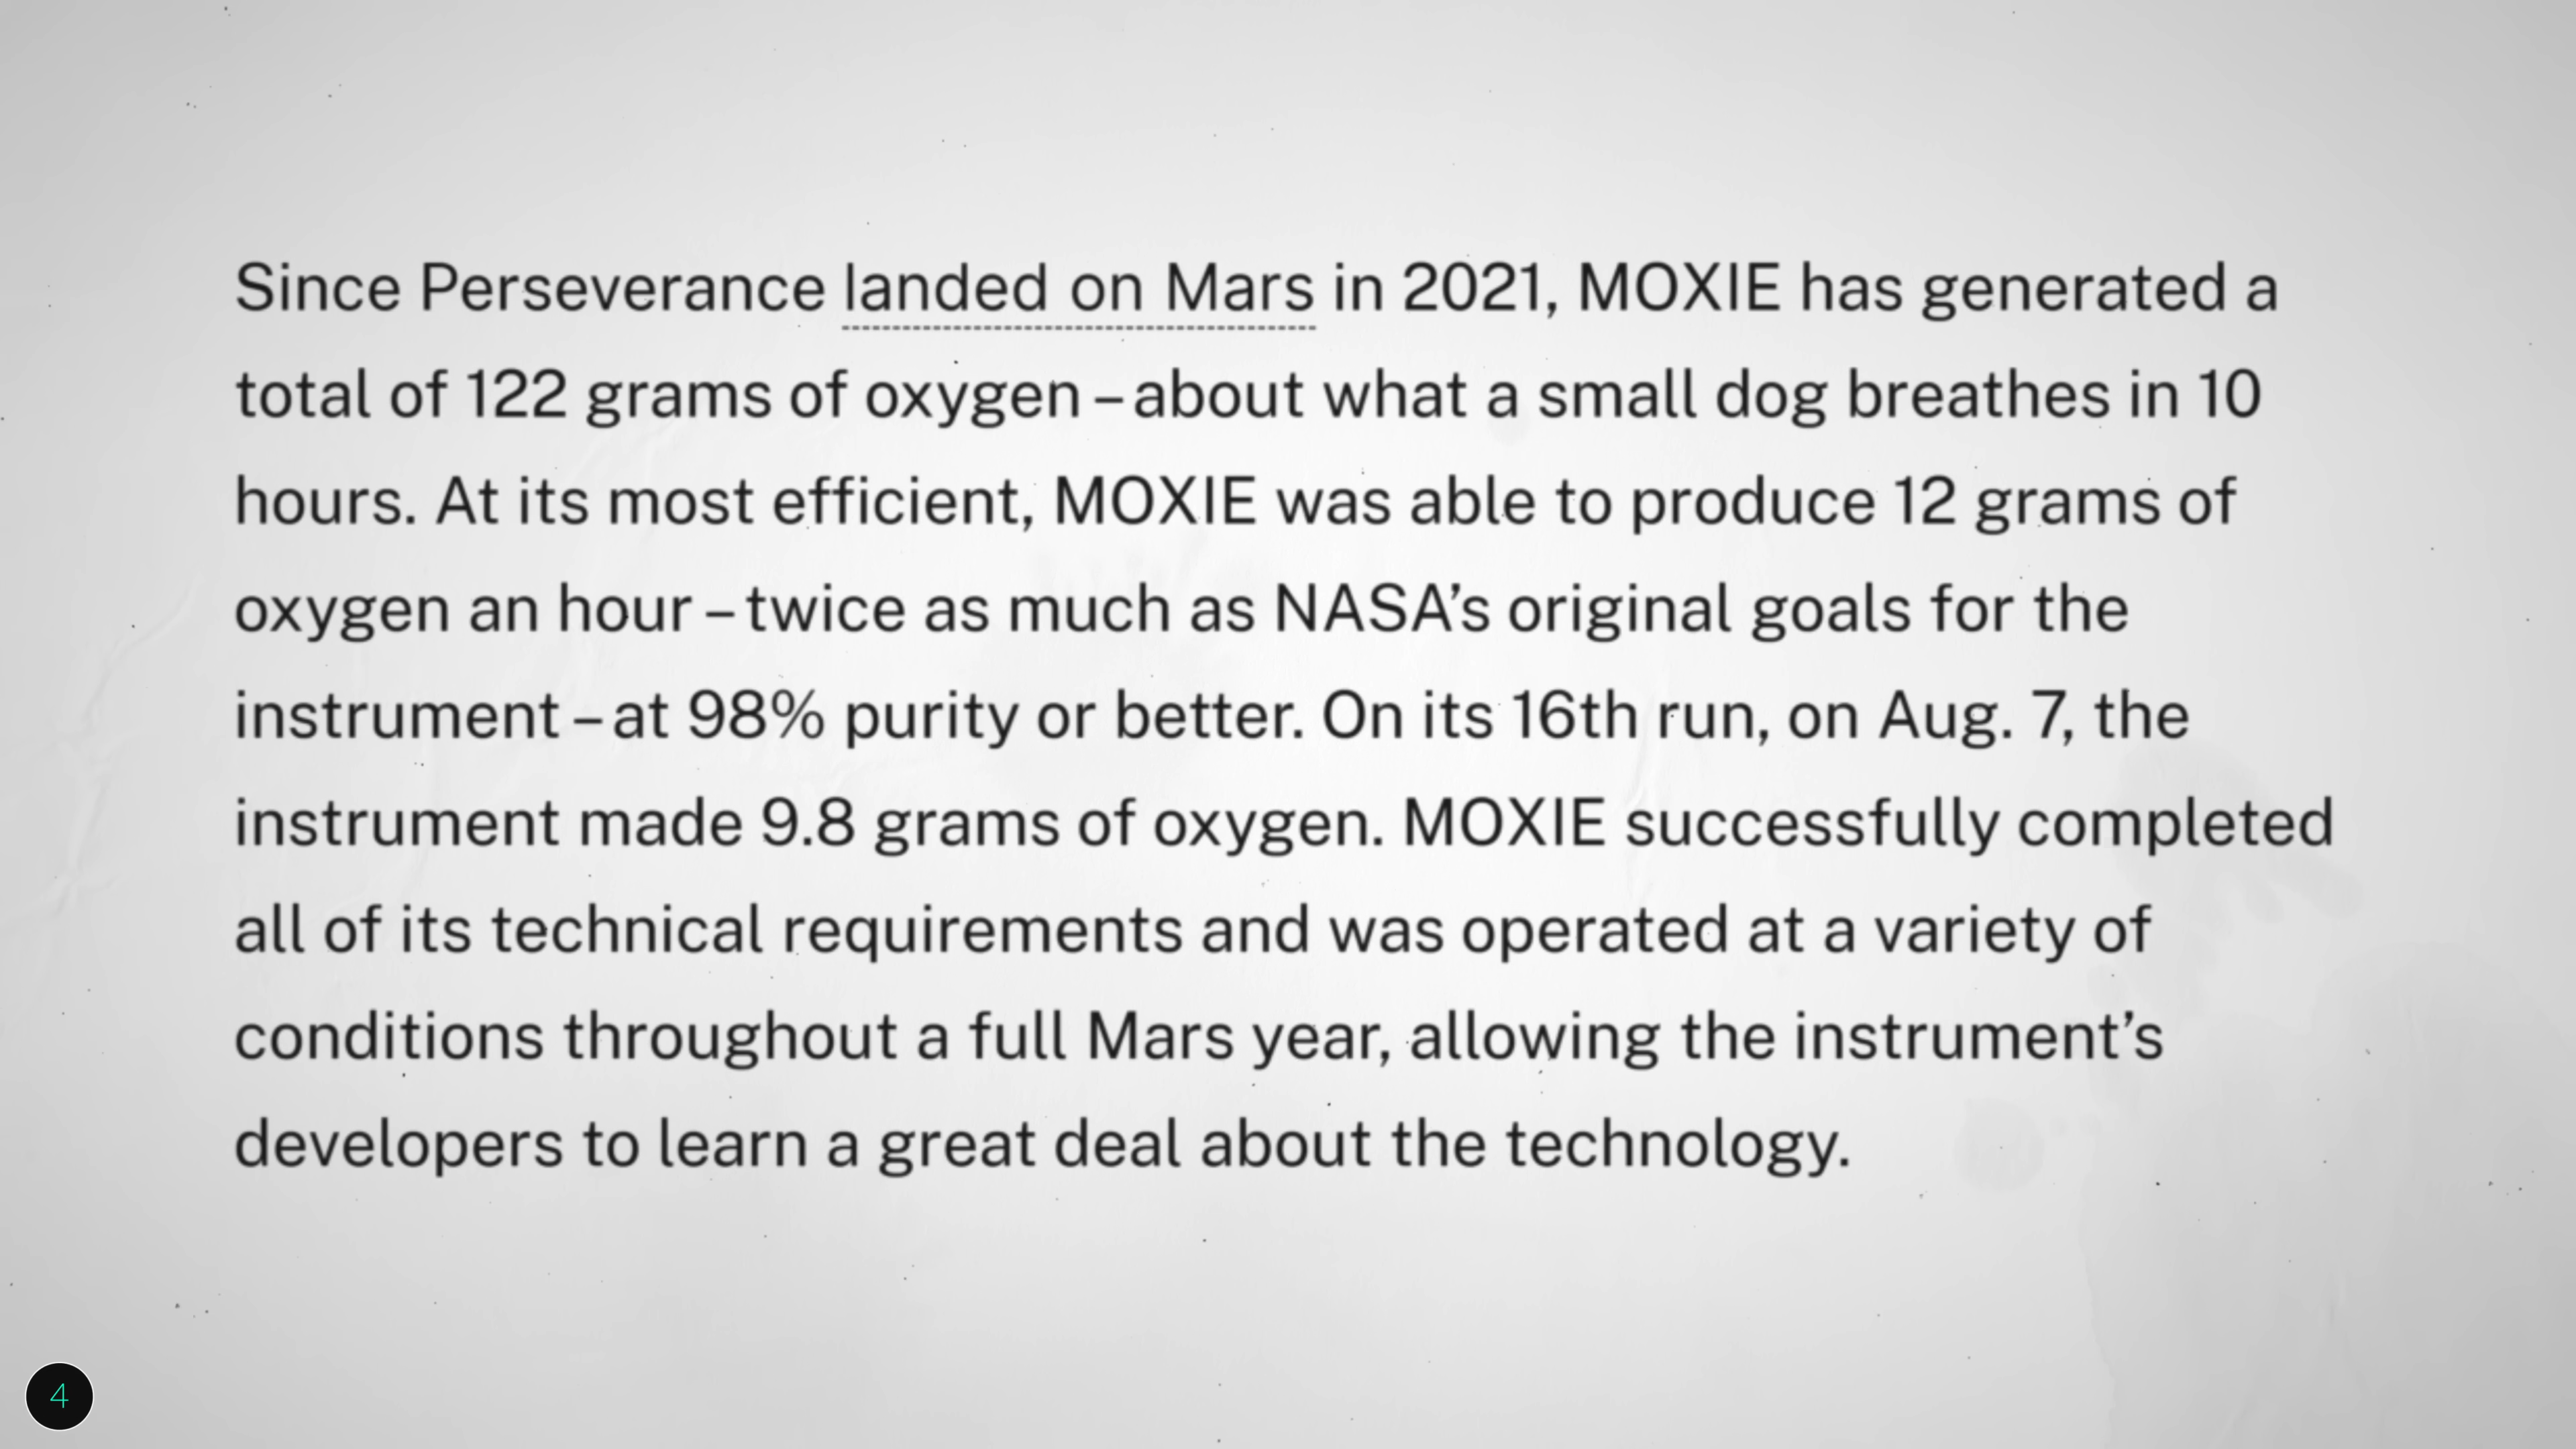 Since Perseverance landed on Mars in 2021, MOXIE has generated a
total of 122 grams of oxygen – about what a small dog breathes in 10
hours. At its most efficient, MOXIE was able to produce 12 grams of
oxygen an hour – twice as much as NASA’s original goals for the
instrument – at 98% purity or better. On its 16th run, on Aug. 7, the
instrument made 9.8 grams of oxygen. MOXIE successfully completed
all of its technical requirements and was operated at a variety of
conditions throughout a full Mars year, allowing the instrument’s
developers to learn a great deal about the technology.
4